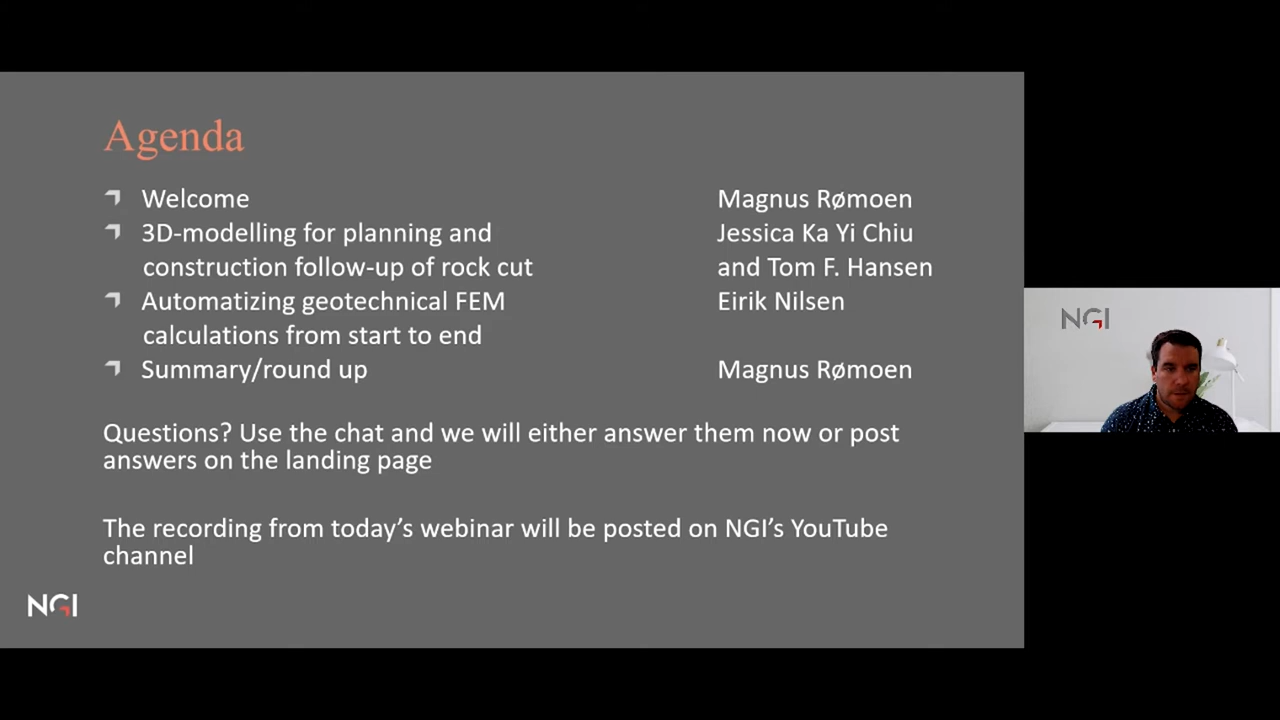 Agenda
Welcome Magnus Rømoen
3D-modelling for planning and Jessica Ka Yi Chiu
construction follow-up of rock cut and Tom F. Hansen
Automatizing geotechnical FEM Eirik Nilsen
calculations from start to end
Summary/round up Magnus Rømoen
Questions? Use the chat and we will either answer them now or post
answers on the landing page
The recording from today's webinar will be posted on NGI's YouTube
channel
NGI
NGI